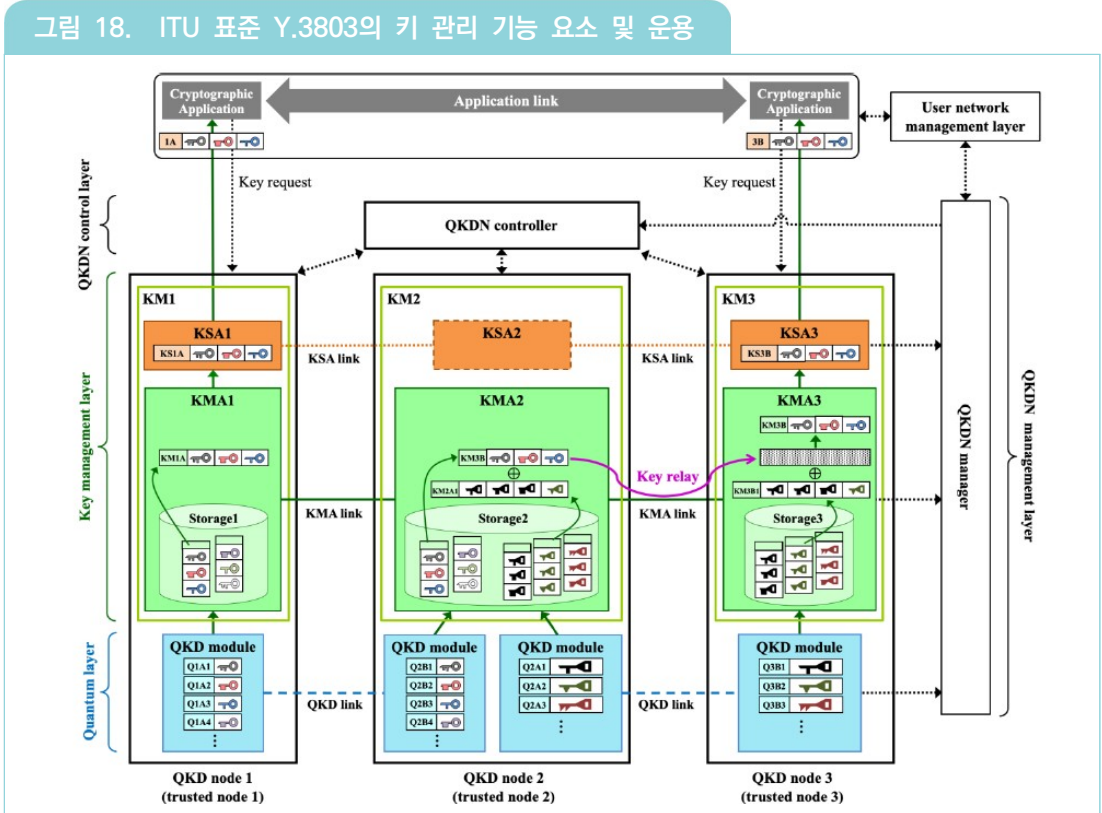 그림 18. ITU 표준 Y.3803의 키 관리 기능 요소 및 운용
Cryptographic
Application
Application link
Cryptographic
Application
User network
management layer
1A
3B
Key request
Key request
QKDN control layer
QKDN controller
KM1
KM2
KM3
KSA1
KS1A
KSA2
KSA3
KS3B
KSA link
KSA link
Key management layer
KMA1
KM1A
Storage1
KMA2
KM3B
⊕
KM2A1
Storage2
KMA3
KM3B
⊕
KM3B1
Storage3
Key relay
KMA link
KMA link
QKDN manager
QKDN management layer
Quantum layer
QKD module
Q1A1
Q1A2
Q1A3
Q1A4
⋮
QKD module
Q2B1
Q2B2
Q2B3
Q2B4
⋮
QKD module
Q2A1
Q2A2
Q2A3
⋮
QKD module
Q3B1
Q3B2
Q3B3
⋮
QKD link
QKD link
QKD node 1
(trusted node 1)
QKD node 2
(trusted node 2)
QKD node 3
(trusted node 3)